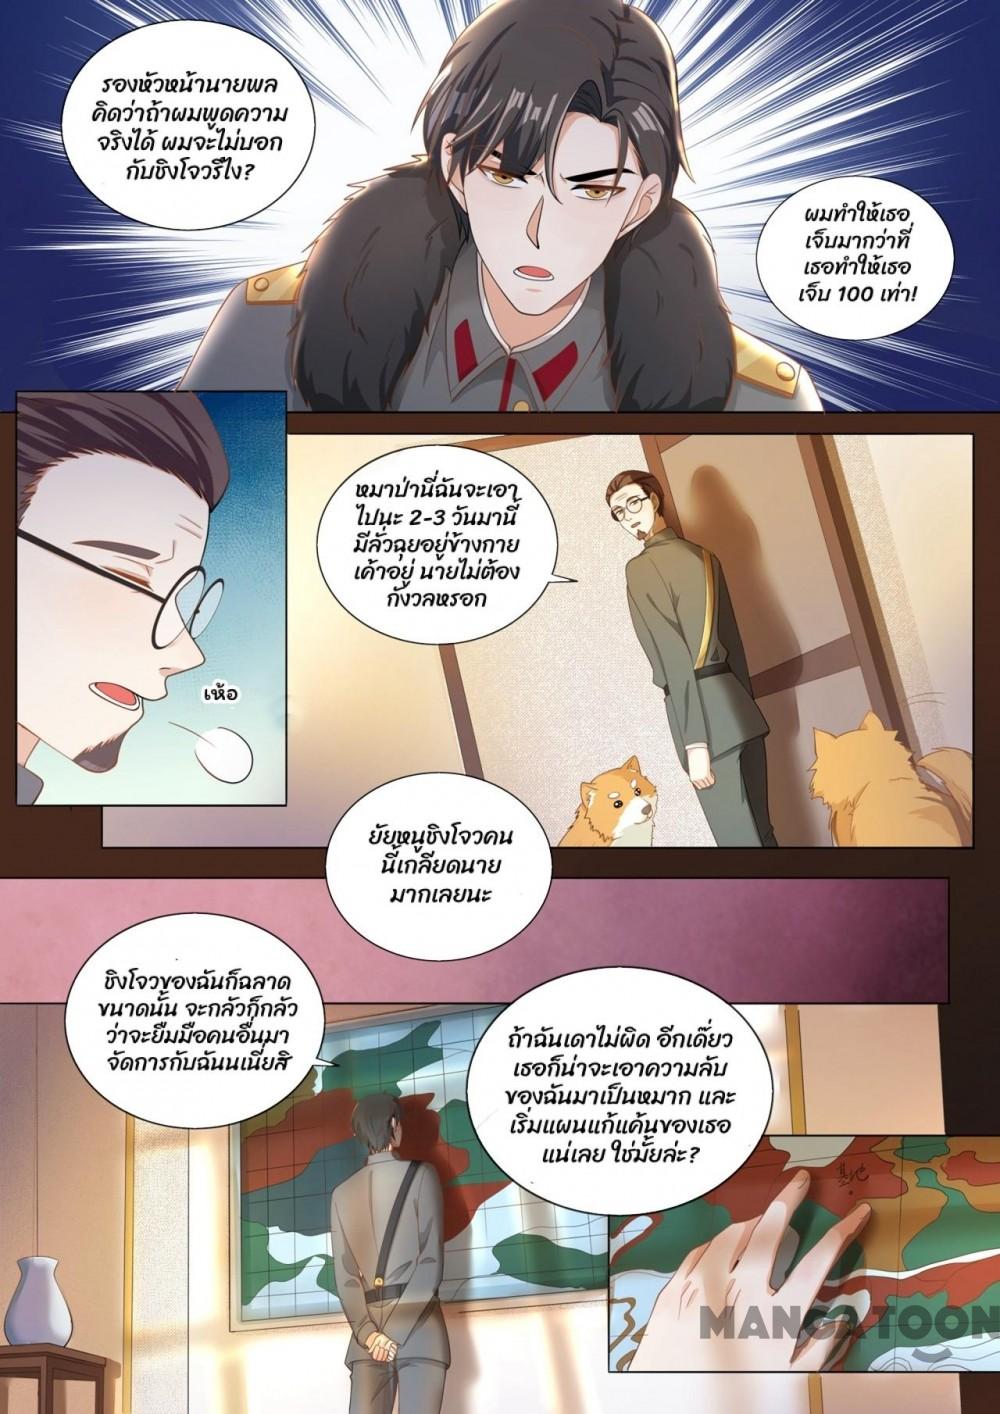 รองหัวหน้านายพล
คิดว่าถ้าผมพูดความ
จริงได้ ผมจะไม่บอก
กับชิงโจวรึไง?
ผมทำให้เธอ
เจ็บมากว่าที่
เธอทำให้เธอ
เจ็บ 100 เท่า!
เห้อ
หมาป่านี่ฉันจะเอา
ไปนะ 2-3 วันมานี้
มีลั่วฉุยอยู่ข้างกาย
เค้าอยู่ นายไม่ต้อง
กังวลหรอก
ยัยหนูชิงโจวคน
นี้เกลียดนาย
มากเลยนะ
ชิงโจวของฉันก็ฉลาด
ขนาดนั้น จะกลัวก็กลัว
ว่าจะยืมมือคนอื่นมา
จัดการกับฉันนเนี่ยสิ
ถ้าฉันเดาไม่ผิด อีกเดี๋ยว
เธอก็น่าจะเอาความลับ
ของฉันมาเป็นหมาก และ
เริ่มแผนแก้แค้นของเธอ
แน่เลย ใช่มั้ยล่ะ?
基地
MANGATOON